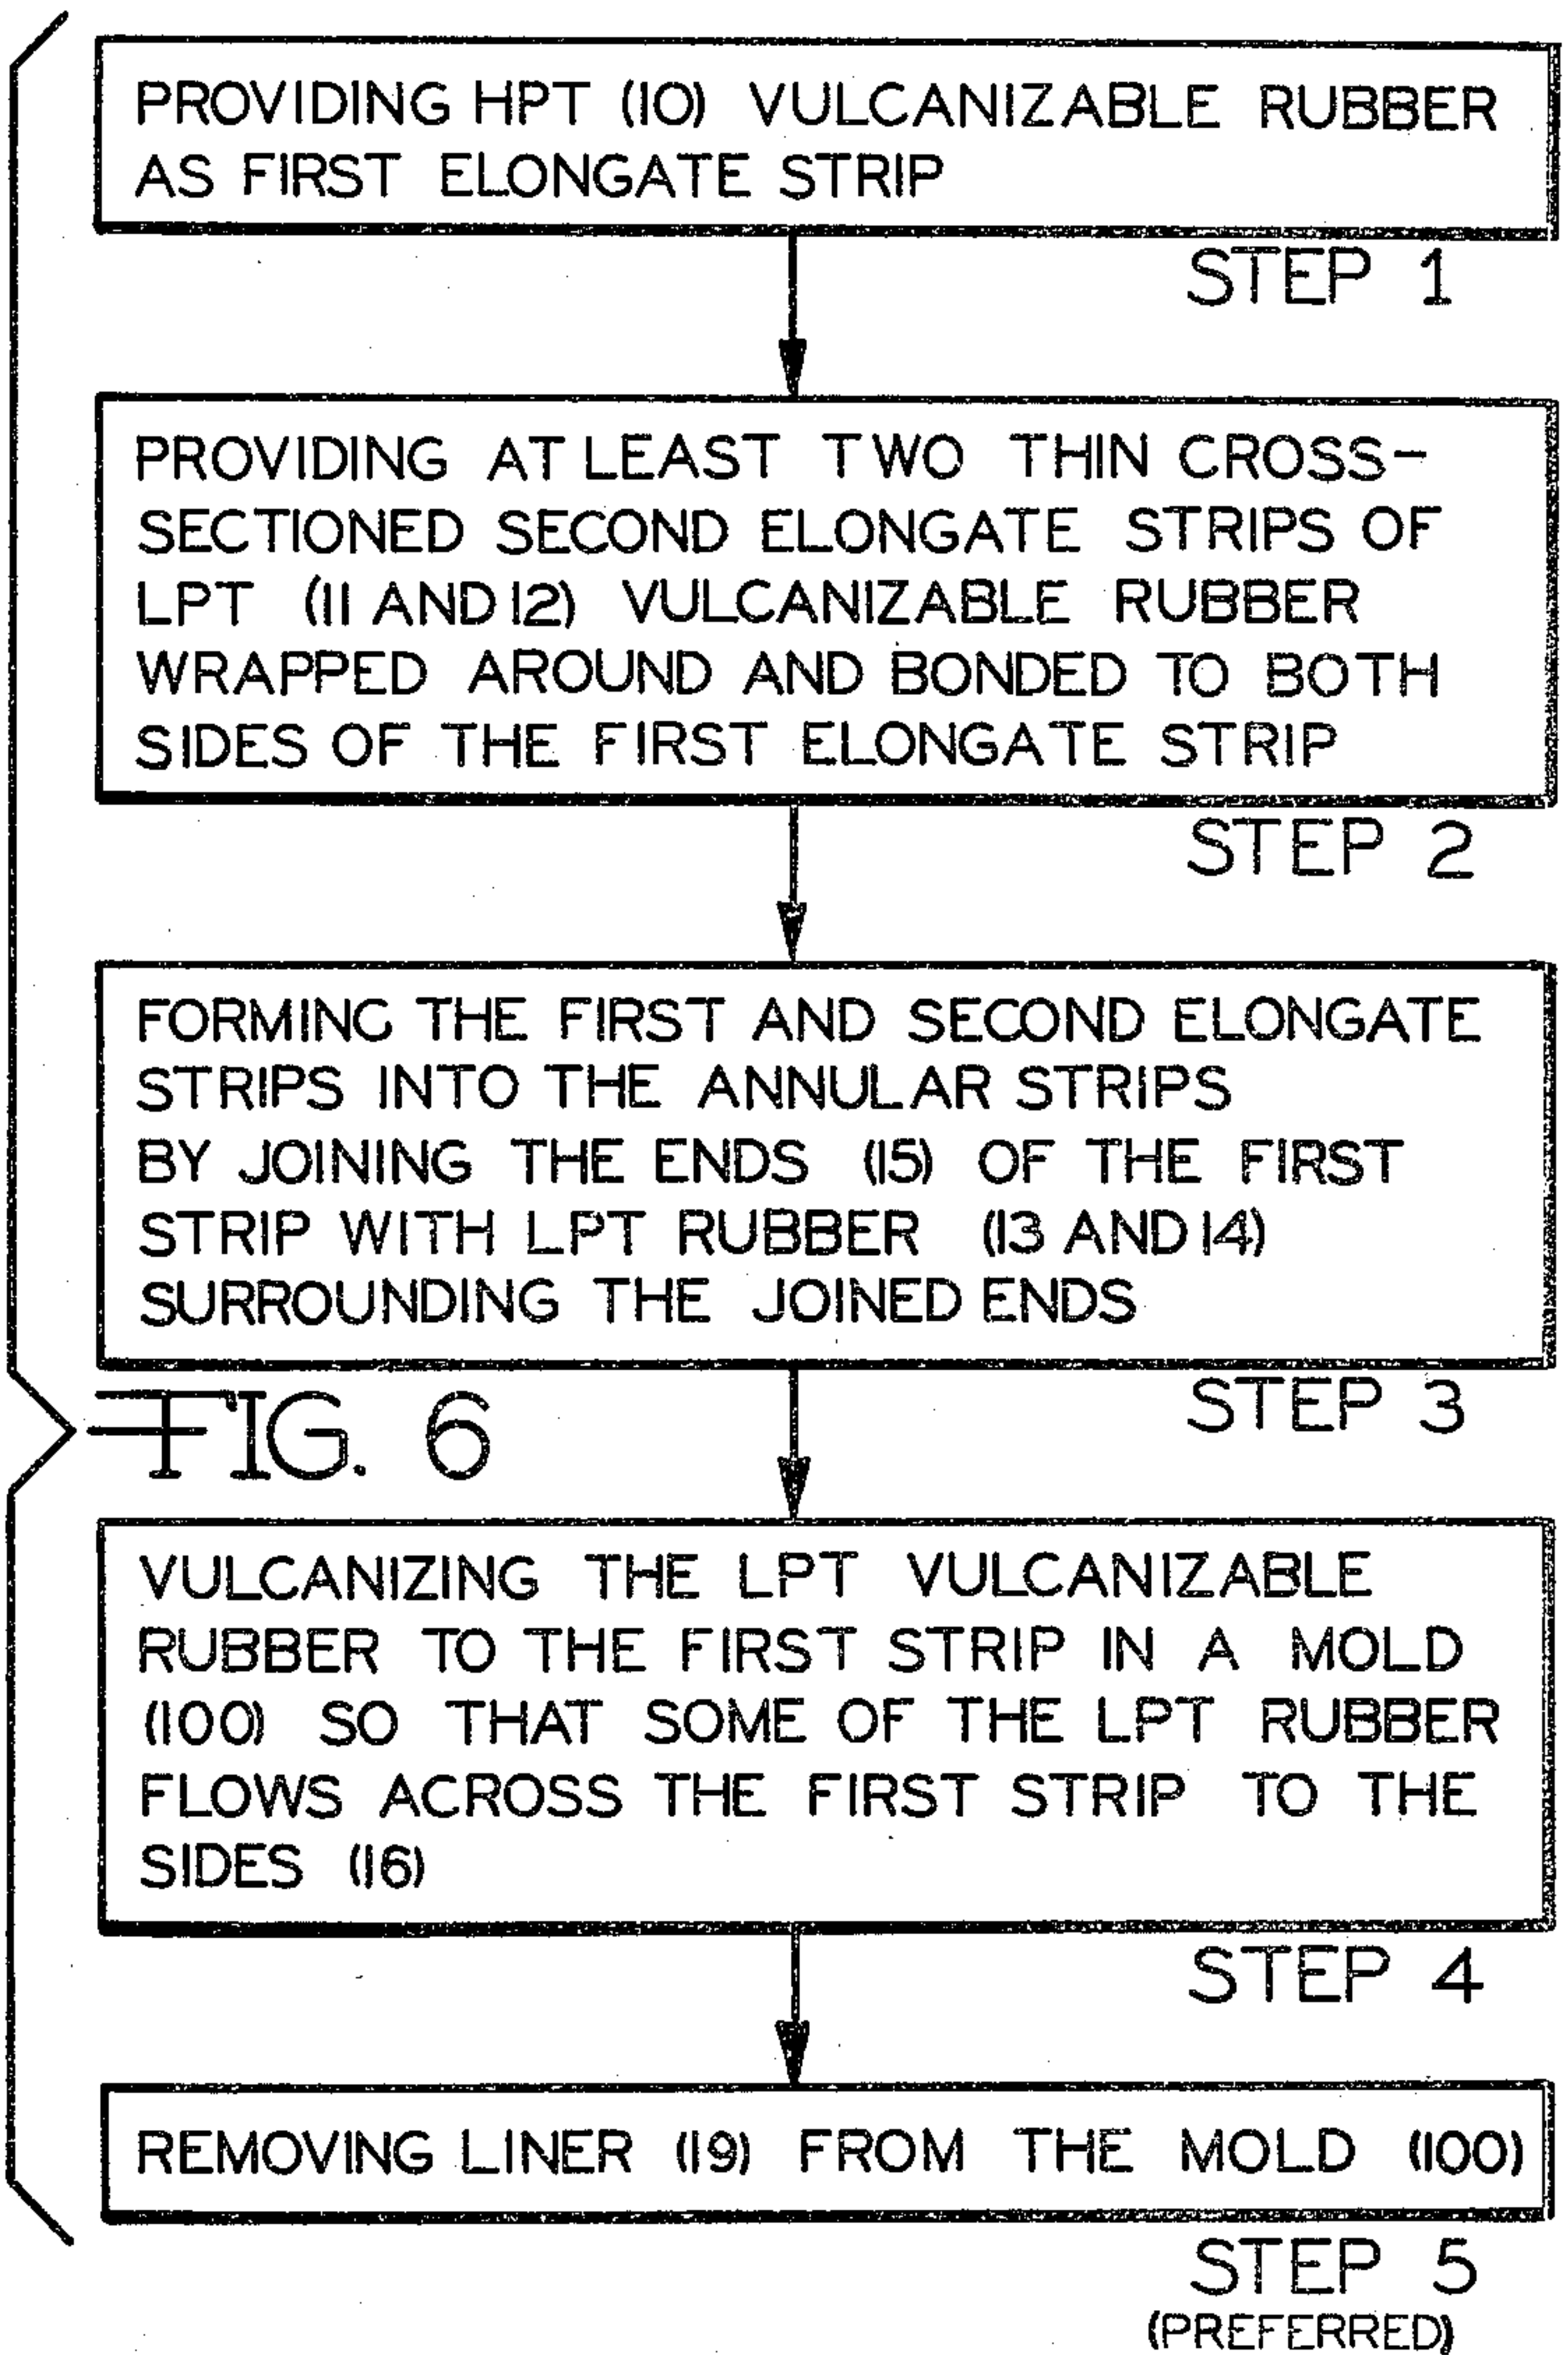 PROVIDING HPT (10) VULCANIZABLE RUBBER
AS FIRST ELONGATE STRIP
STEP 1
PROVIDING AT LEAST TWO THIN CROSS-
SECTIONED SECOND ELONGATE STRIPS OF
LPT (11 AND 12) VULCANIZABLE RUBBER
WRAPPED AROUND AND BONDED TO BOTH
SIDES OF THE FIRST ELONGATE STRIP
STEP 2
FORMING THE FIRST AND SECOND ELONGATE
STRIPS INTO THE ANNULAR STRIPS
BY JOINING THE ENDS (15) OF THE FIRST
STRIP WITH LPT RUBBER (13 AND 14)
SURROUNDING THE JOINED ENDS
STEP 3
FIG. 6
VULCANIZING THE LPT VULCANIZABLE
RUBBER TO THE FIRST STRIP IN A MOLD
(100) SO THAT SOME OF THE LPT RUBBER
FLOWS ACROSS THE FIRST STRIP TO THE
SIDES (16)
STEP 4
REMOVING LINER (19) FROM THE MOLD (100)
STEP 5
(PREFERRED)